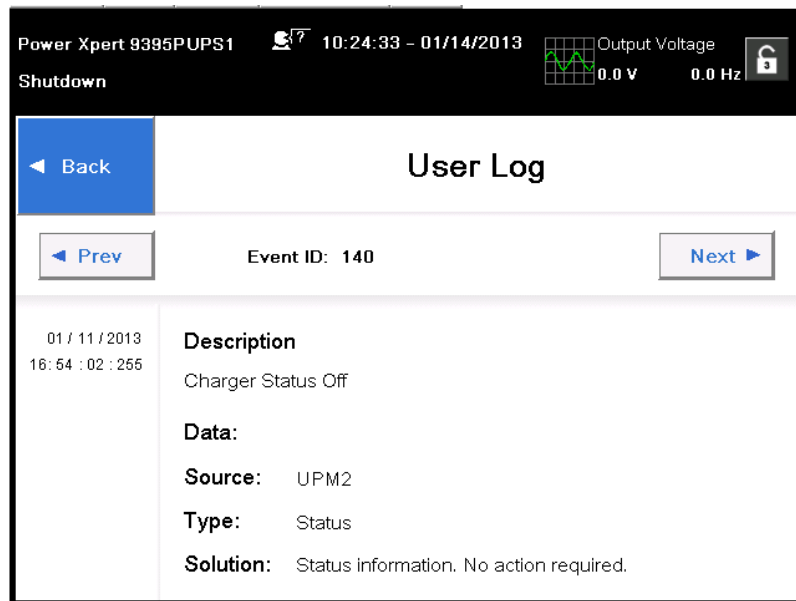 Power Xpert 9395PUPS1 ? 10:24:33 - 01/14/2013 Output Voltage
Shutdown 0.0 V 0.0 Hz 3
◄ Back User Log
◄ Prev Event ID: 140 Next ►
01/11/2013 Description
16:54:02:255 Charger Status Off
Data:
Source: UPM2
Type: Status
Solution: Status information. No action required.